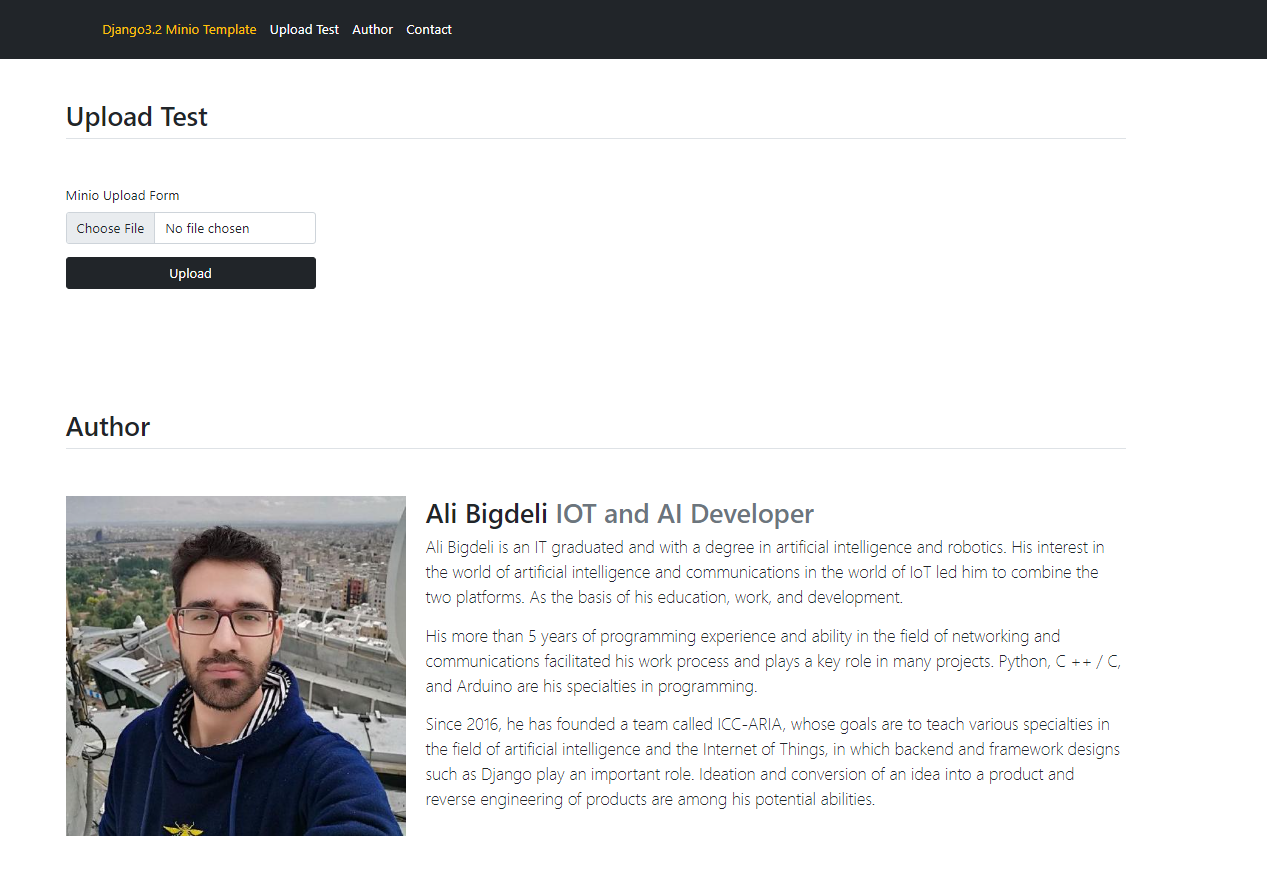 Django3.2 Minio Template Upload Test Author Contact
Upload Test
Minio Upload Form
Choose File No file chosen
Upload
Author
Ali Bigdeli IOT and AI Developer
Ali Bigdeli is an IT graduated and with a degree in artificial intelligence and robotics. His interest in
the world of artificial intelligence and communications in the world of IoT led him to combine the
two platforms. As the basis of his education, work, and development.
His more than 5 years of programming experience and ability in the field of networking and
communications facilitated his work process and plays a key role in many projects. Python, C ++ / C,
and Arduino are his specialties in programming.
Since 2016, he has founded a team called ICC-ARIA, whose goals are to teach various specialties in
the field of artificial intelligence and the Internet of Things, in which backend and framework designs
such as Django play an important role. Ideation and conversion of an idea into a product and
reverse engineering of products are among his potential abilities.